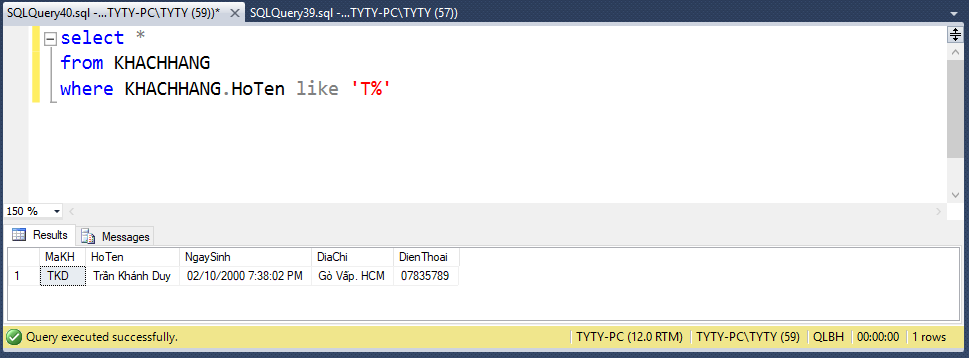 SQLQuery40.sql -...TYTY-PC\TYTY (59))* SQLQuery39.sql -...TYTY-PC\TYTY (57))
select *
from KHACHHANG
where KHACHHANG.HoTen like 'T%'
150 %
Results Messages
MaKH HoTen NgaySinh DiaChi DienThoai
1 TKD Trần Khánh Duy 02/10/2000 7:38:02 PM Gò Vấp. HCM 07835789
Query executed successfully. TYTY-PC (12.0 RTM) TYTY-PC\TYTY (59) QLBH 00:00:00 1 rows